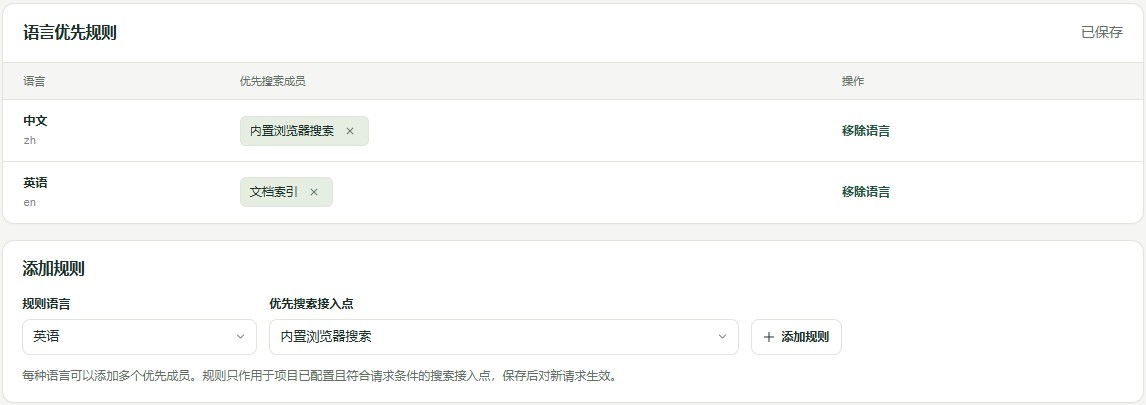 语言优先规则
已保存
语言 优先搜索成员 操作
中文
zh
内置浏览器搜索 ×
移除语言
英语
en
文档索引 ×
移除语言
添加规则
规则语言 优先搜索接入点
英语 内置浏览器搜索 + 添加规则
每种语言可以添加多个优先成员。规则只作用于项目已配置且符合请求条件的搜索接入点，保存后对新请求生效。